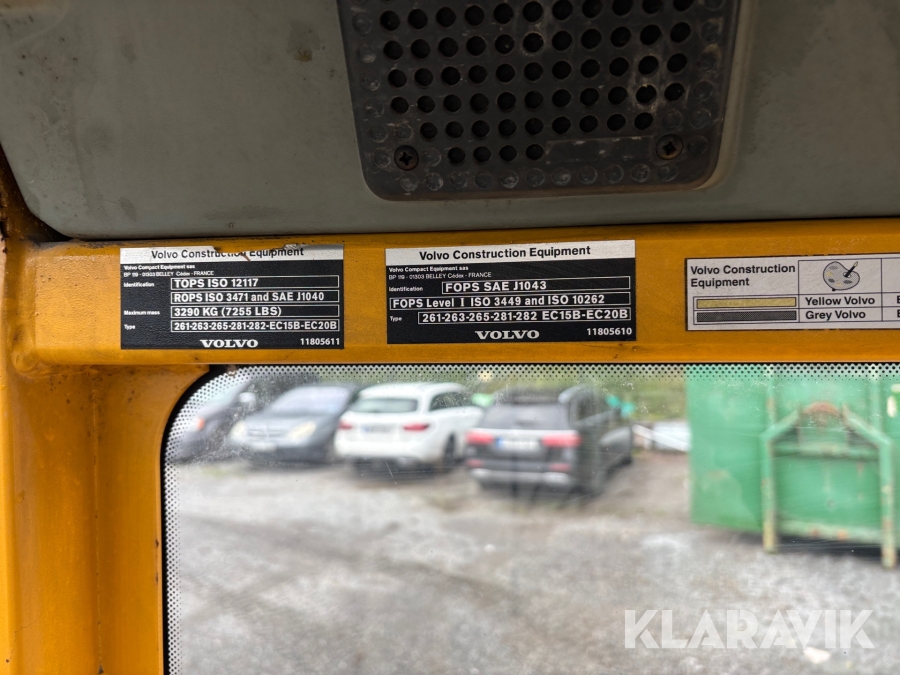 Volvo Construction Equipment
Volvo Compact Equipment sas
BP 119 - 01303 BELLEY Cédex - FRANCE
Identification
TOPS ISO 12117
ROPS ISO 3471 and SAE J1040
Maximum mass
3290 KG (7255 LBS)
Type
261-263-265-281-282-EC15B-EC20B
VOLVO
11805611
Volvo Construction Equipment
Volvo Compact Equipment sas
BP 119 - 01303 BELLEY Cédex - FRANCE
Identification
FOPS SAE J1043
FOPS Level I ISO 3449 and ISO 10262
Type
261-263-265-281-282 EC15B-EC20B
VOLVO
11805610
Volvo Construction
Equipment
Yellow Volvo
Grey Volvo
KLARAVIK